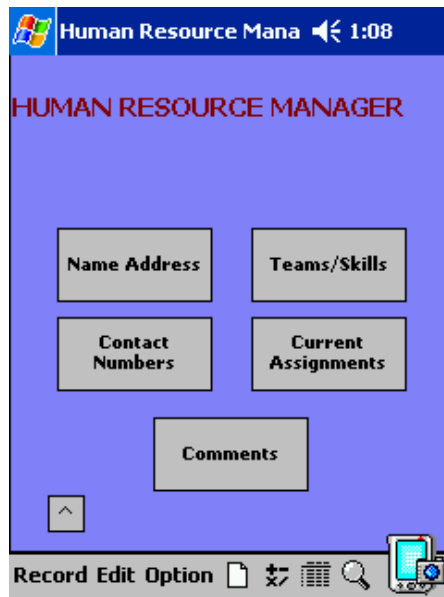 Human Resource Mana 1:08
HUMAN RESOURCE MANAGER
Name Address
Teams/Skills
Contact
Numbers
Current
Assignments
Comments
^
Record Edit Option